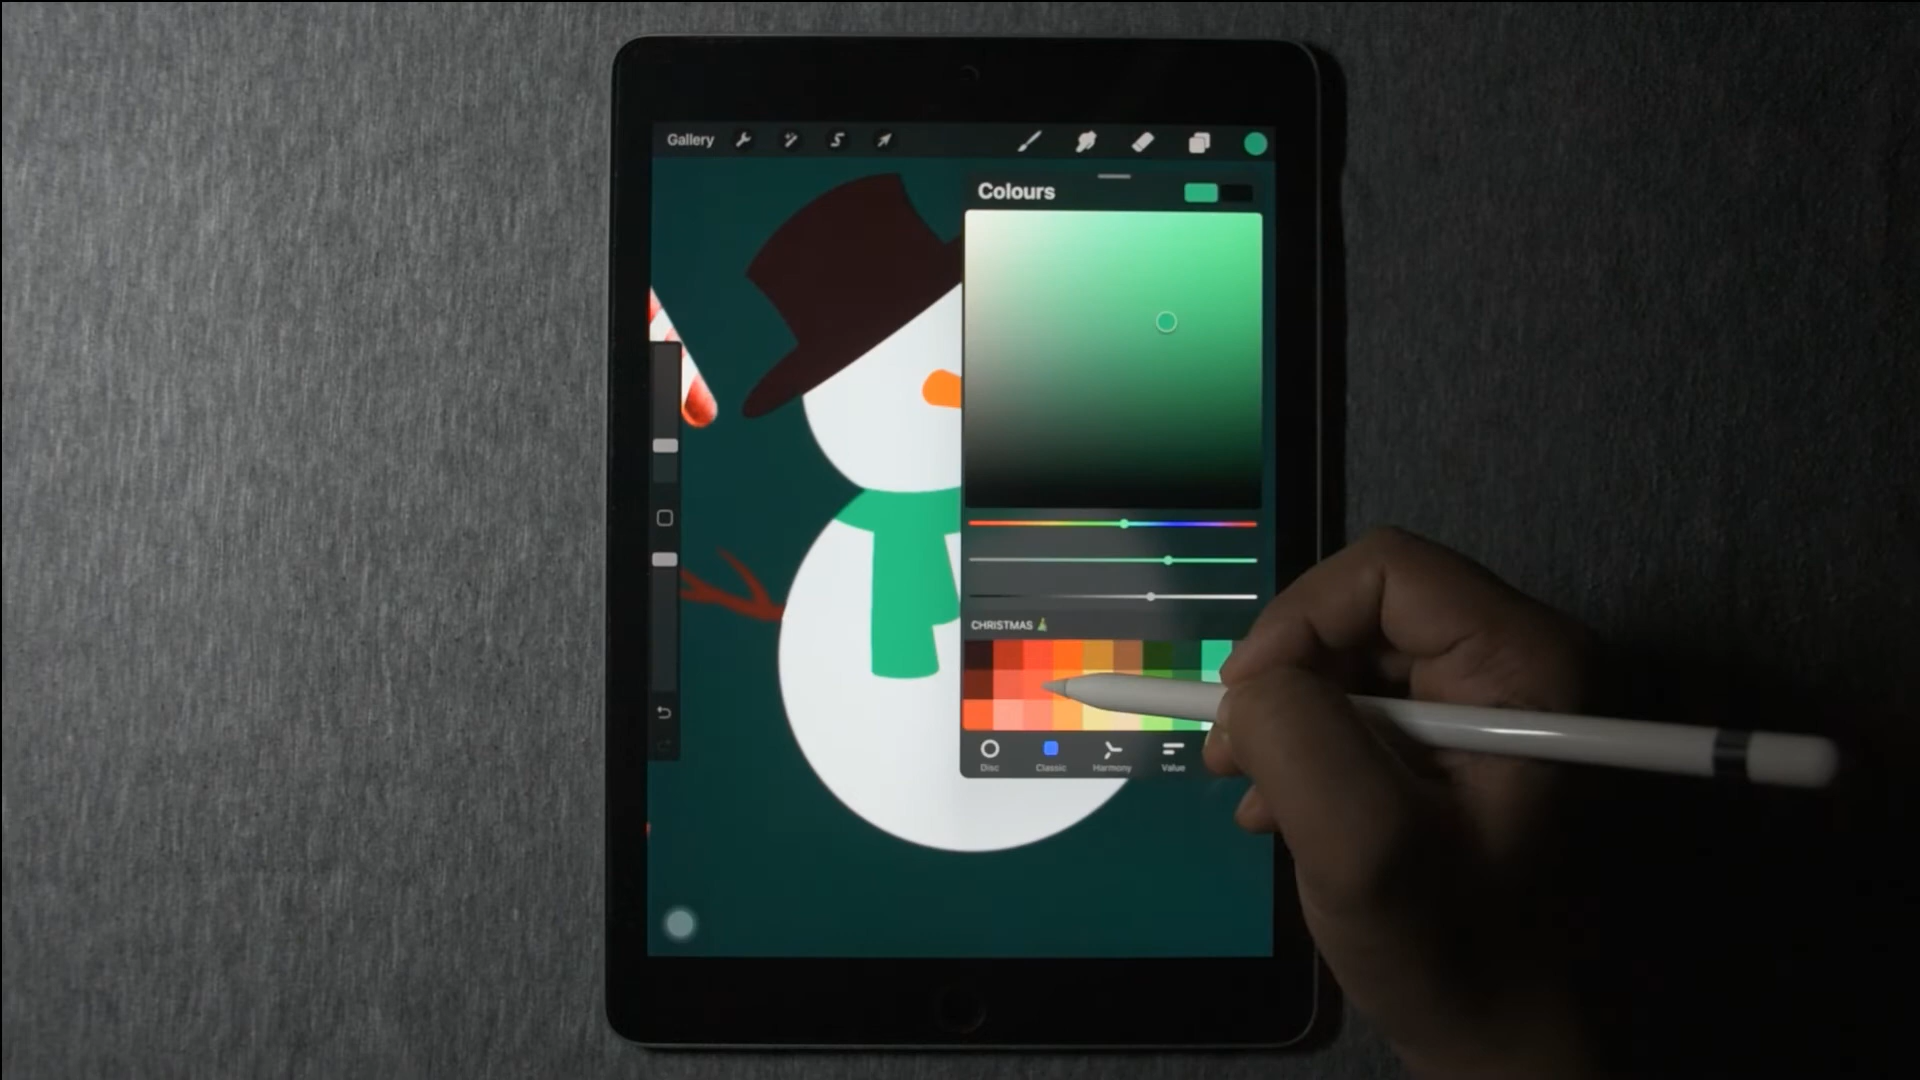 Gallery
Colours
CHRISTMAS 🎄
Disc
Classic
Harmony
Value